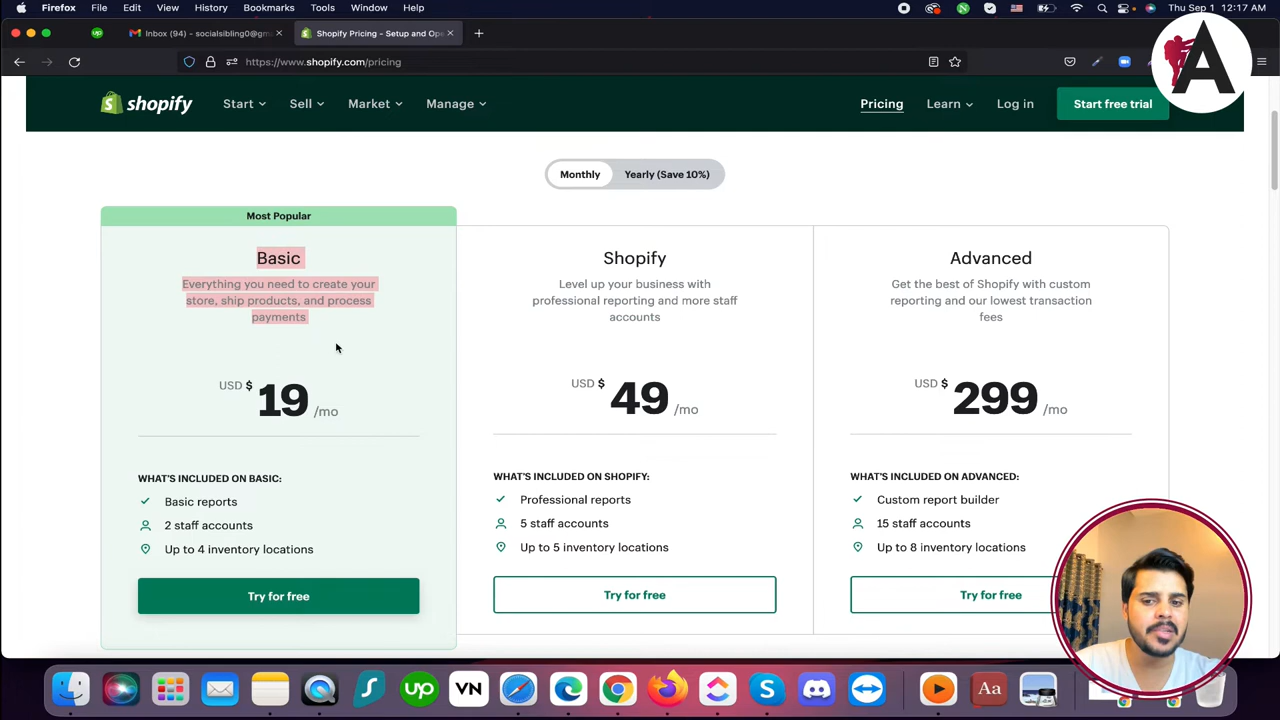 Firefox File Edit View History Bookmarks Tools Window Help Thu Sep 1 12:17 AM
Inbox (94) - socialsibling0@gm
Shopify Pricing - Setup and Ope
https://www.shopify.com/pricing
shopify Start Sell Market Manage Pricing Learn Log in Start free trial
A
Monthly Yearly (Save 10%)
Most Popular
Basic
Everything you need to create your
store, ship products, and process
payments
USD $ 19 /mo
WHAT'S INCLUDED ON BASIC:
Basic reports
2 staff accounts
Up to 4 inventory locations
Try for free
Shopify
Level up your business with
professional reporting and more staff
accounts
USD $ 49 /mo
WHAT'S INCLUDED ON SHOPIFY:
Professional reports
5 staff accounts
Up to 5 inventory locations
Try for free
Advanced
Get the best of Shopify with custom
reporting and our lowest transaction
fees
USD $ 299 /mo
WHAT'S INCLUDED ON ADVANCED:
Custom report builder
15 staff accounts
Up to 8 inventory locations
Try for free
up VN Aa